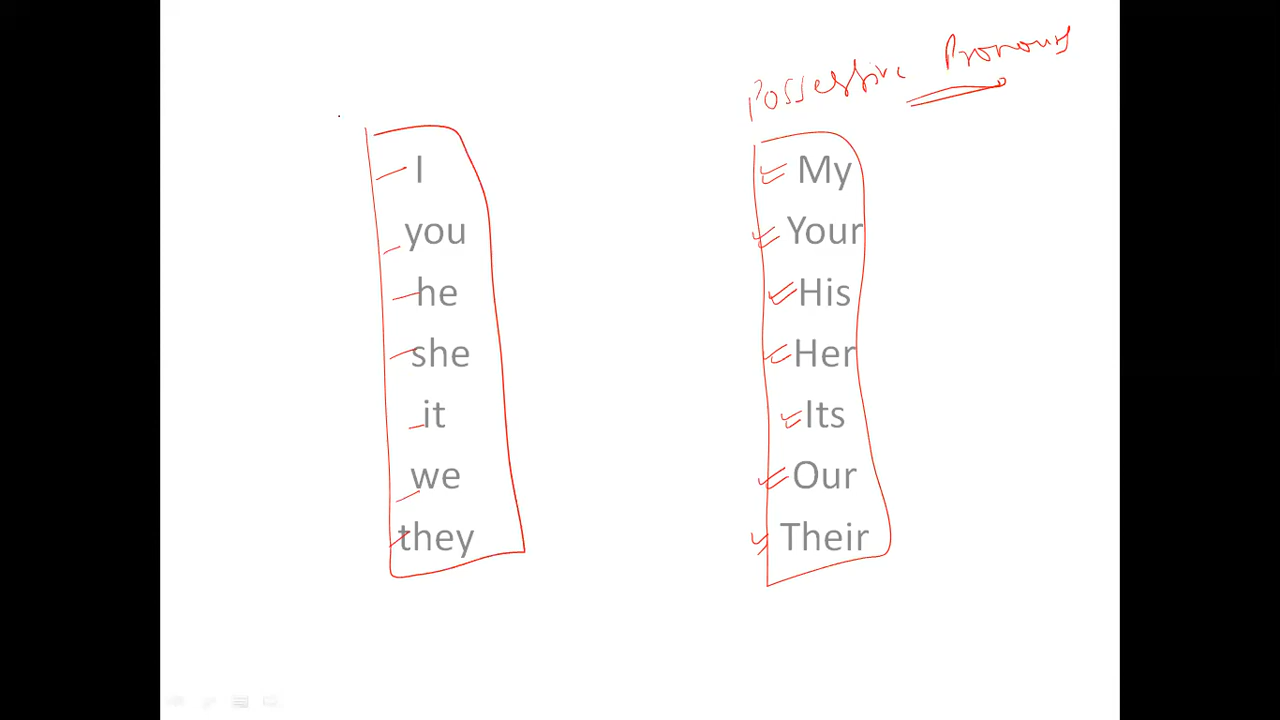 Possessive Pronouns
I
My
you
Your
he
His
she
Her
it
Its
we
Our
they
Their